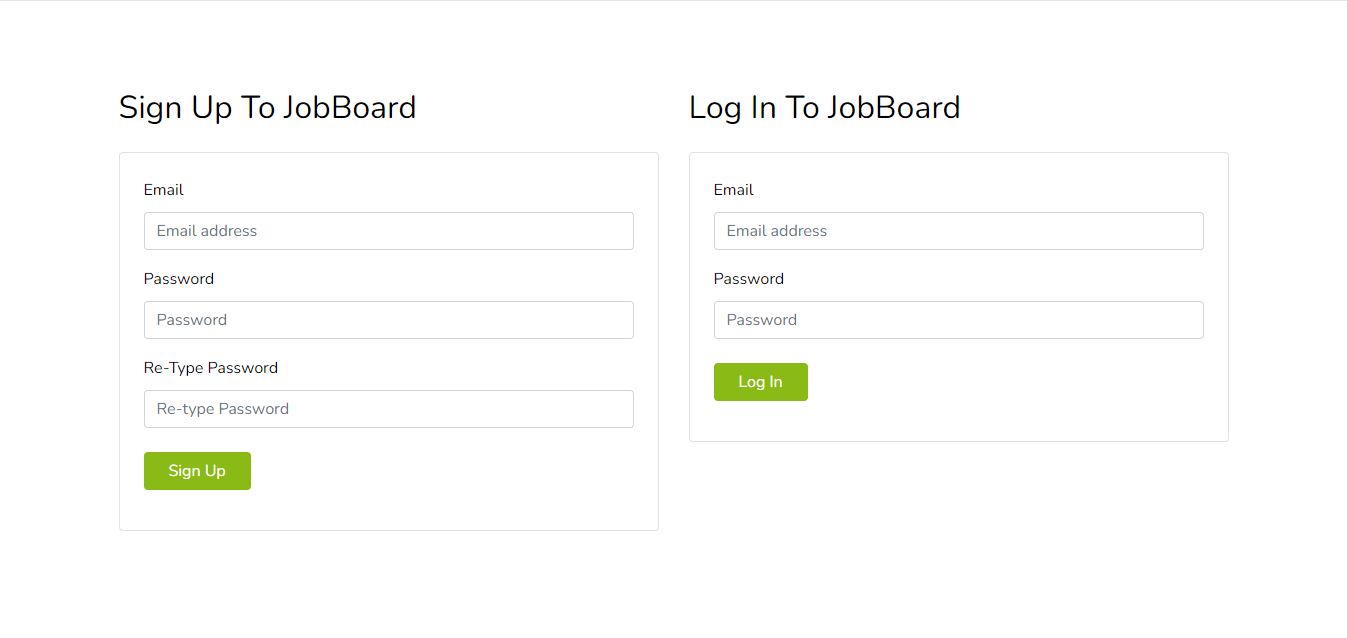 Sign Up To JobBoard
Email
Email address
Password
Password
Re-Type Password
Re-type Password
Sign Up
Log In To JobBoard
Email
Email address
Password
Password
Log In